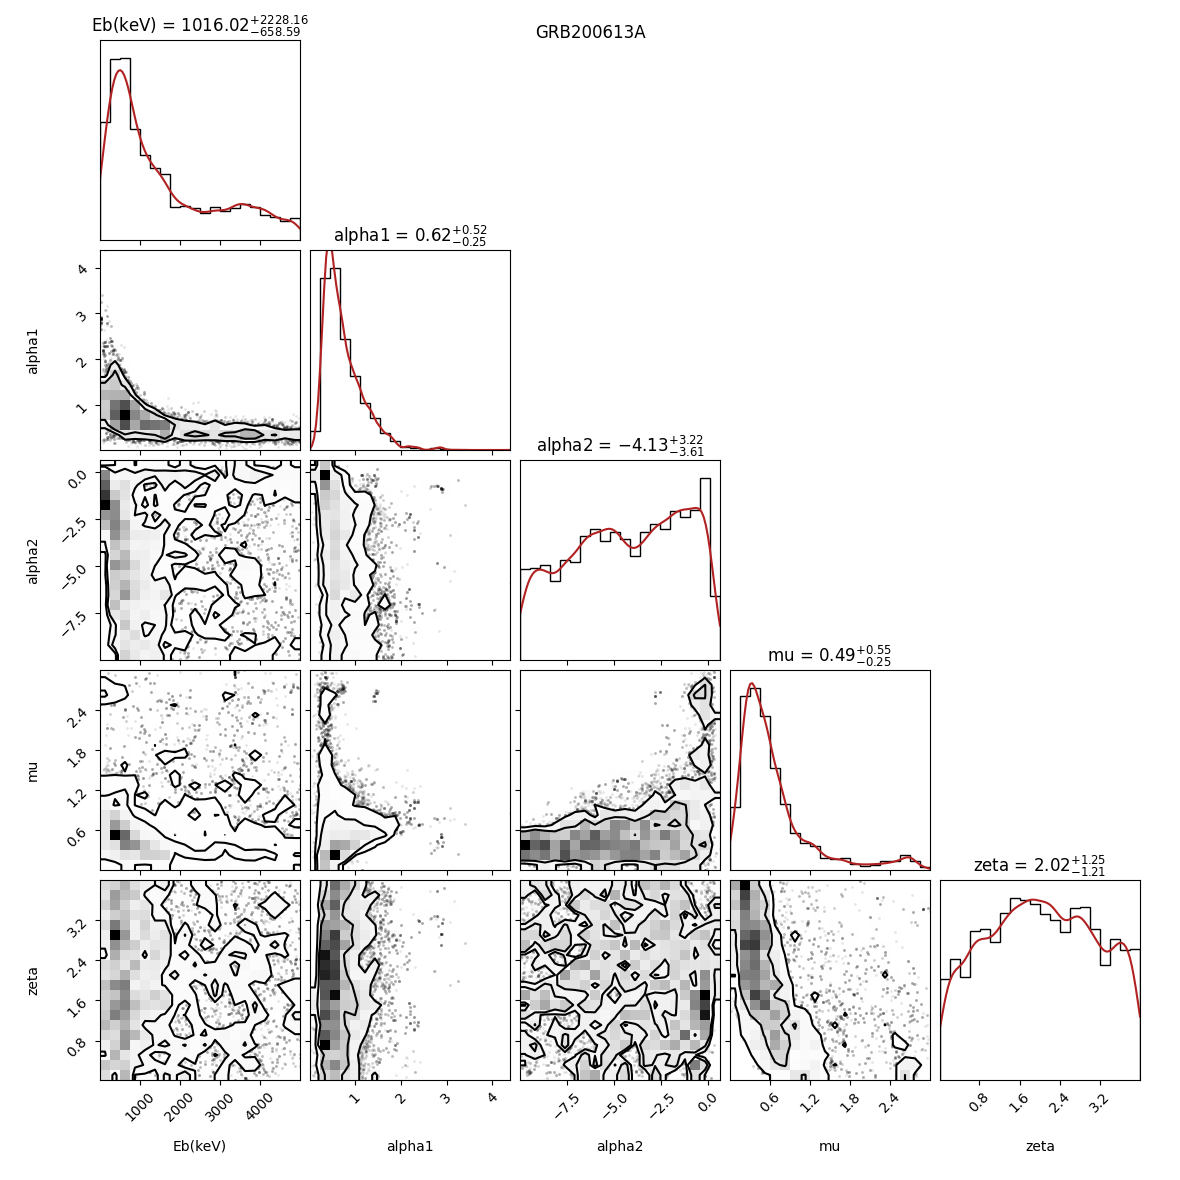 GRB200613A
Eb(keV) = 1016.02+2228.16−658.59
alpha1 = 0.62+0.52−0.25
4
3
2
1
alpha1
alpha2 = −4.13+3.22−3.61
0.0
−2.5
−5.0
−7.5
alpha2
mu = 0.49+0.55−0.25
2.4
1.8
1.2
0.6
mu
zeta = 2.02+1.25−1.21
3.2
2.4
1.6
0.8
zeta
1000 2000 3000 4000
1 2 3 4
−7.5 −5.0 −2.5 0.0
0.6 1.2 1.8 2.4
0.8 1.6 2.4 3.2
Eb(keV) alpha1 alpha2 mu zeta